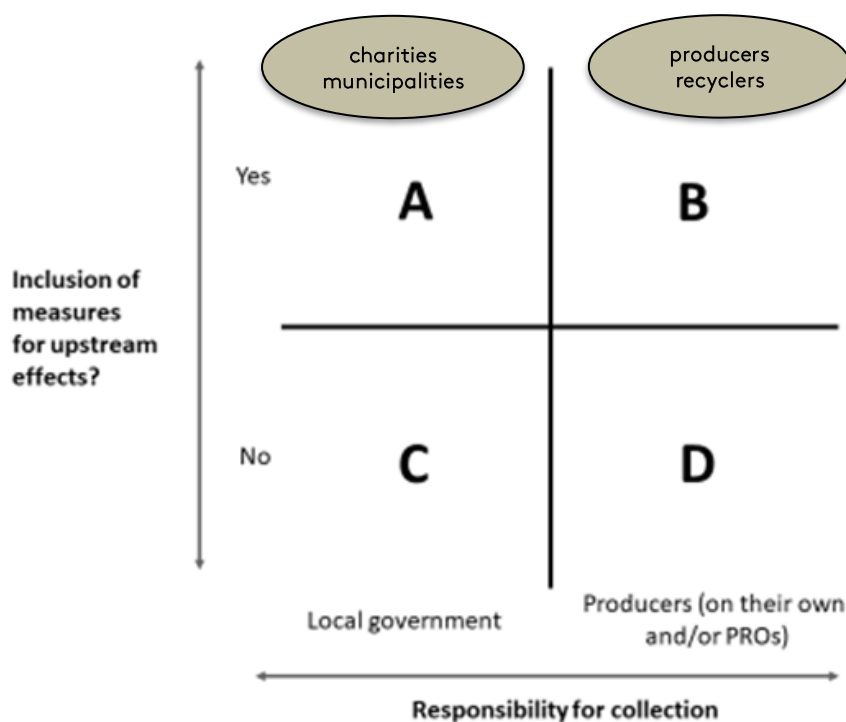 charities
municipalities
producers
recyclers
Yes
A
B
Inclusion of
measures
for upstream
effects?
No
C
D
Local government
Producers (on their own
and/or PROs)
Responsibility for collection